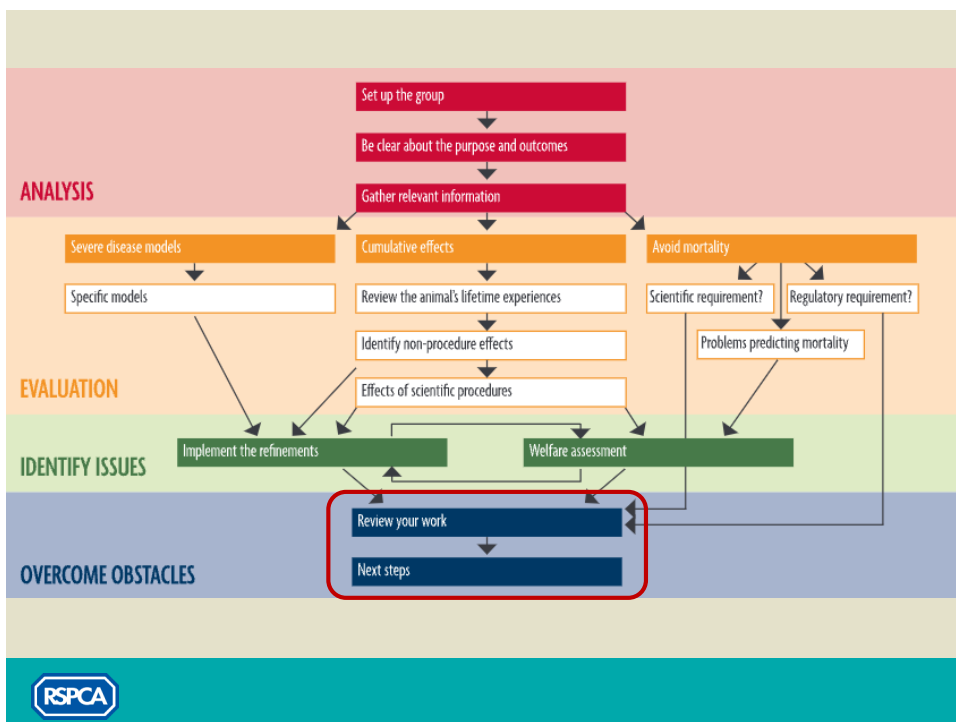 Set up the group
Be clear about the purpose and outcomes
ANALYSIS
Gather relevant information
Severe disease models
Cumulative effects
Avoid mortality
Specific models
Review the animal's lifetime experiences
Scientific requirement?
Regulatory requirement?
Identify non-procedure effects
Problems predicting mortality
EVALUATION
Effects of scientific procedures
Implement the refinements
Welfare assessment
IDENTIFY ISSUES
Review your work
OVERCOME OBSTACLES
Next steps
RSPCA